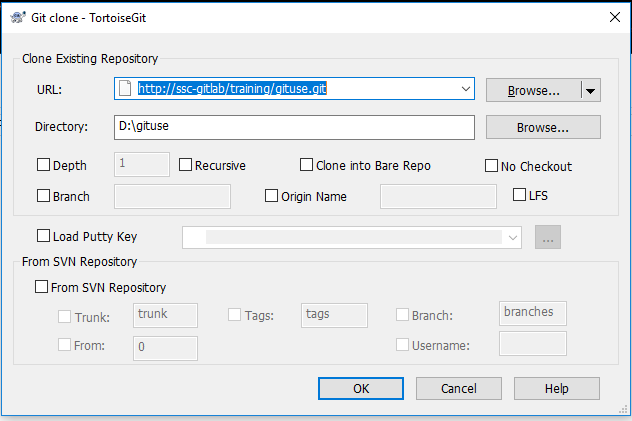 Git clone - TortoiseGit
Clone Existing Repository
URL: http://ssc-gitlab/training/gituse.git Browse...
Directory: D:\gituse Browse...
Depth 1 Recursive Clone into Bare Repo No Checkout
Branch Origin Name LFS
Load Putty Key ...
From SVN Repository
From SVN Repository
Trunk: trunk Tags: tags Branch: branches
From: 0 Username:
OK Cancel Help